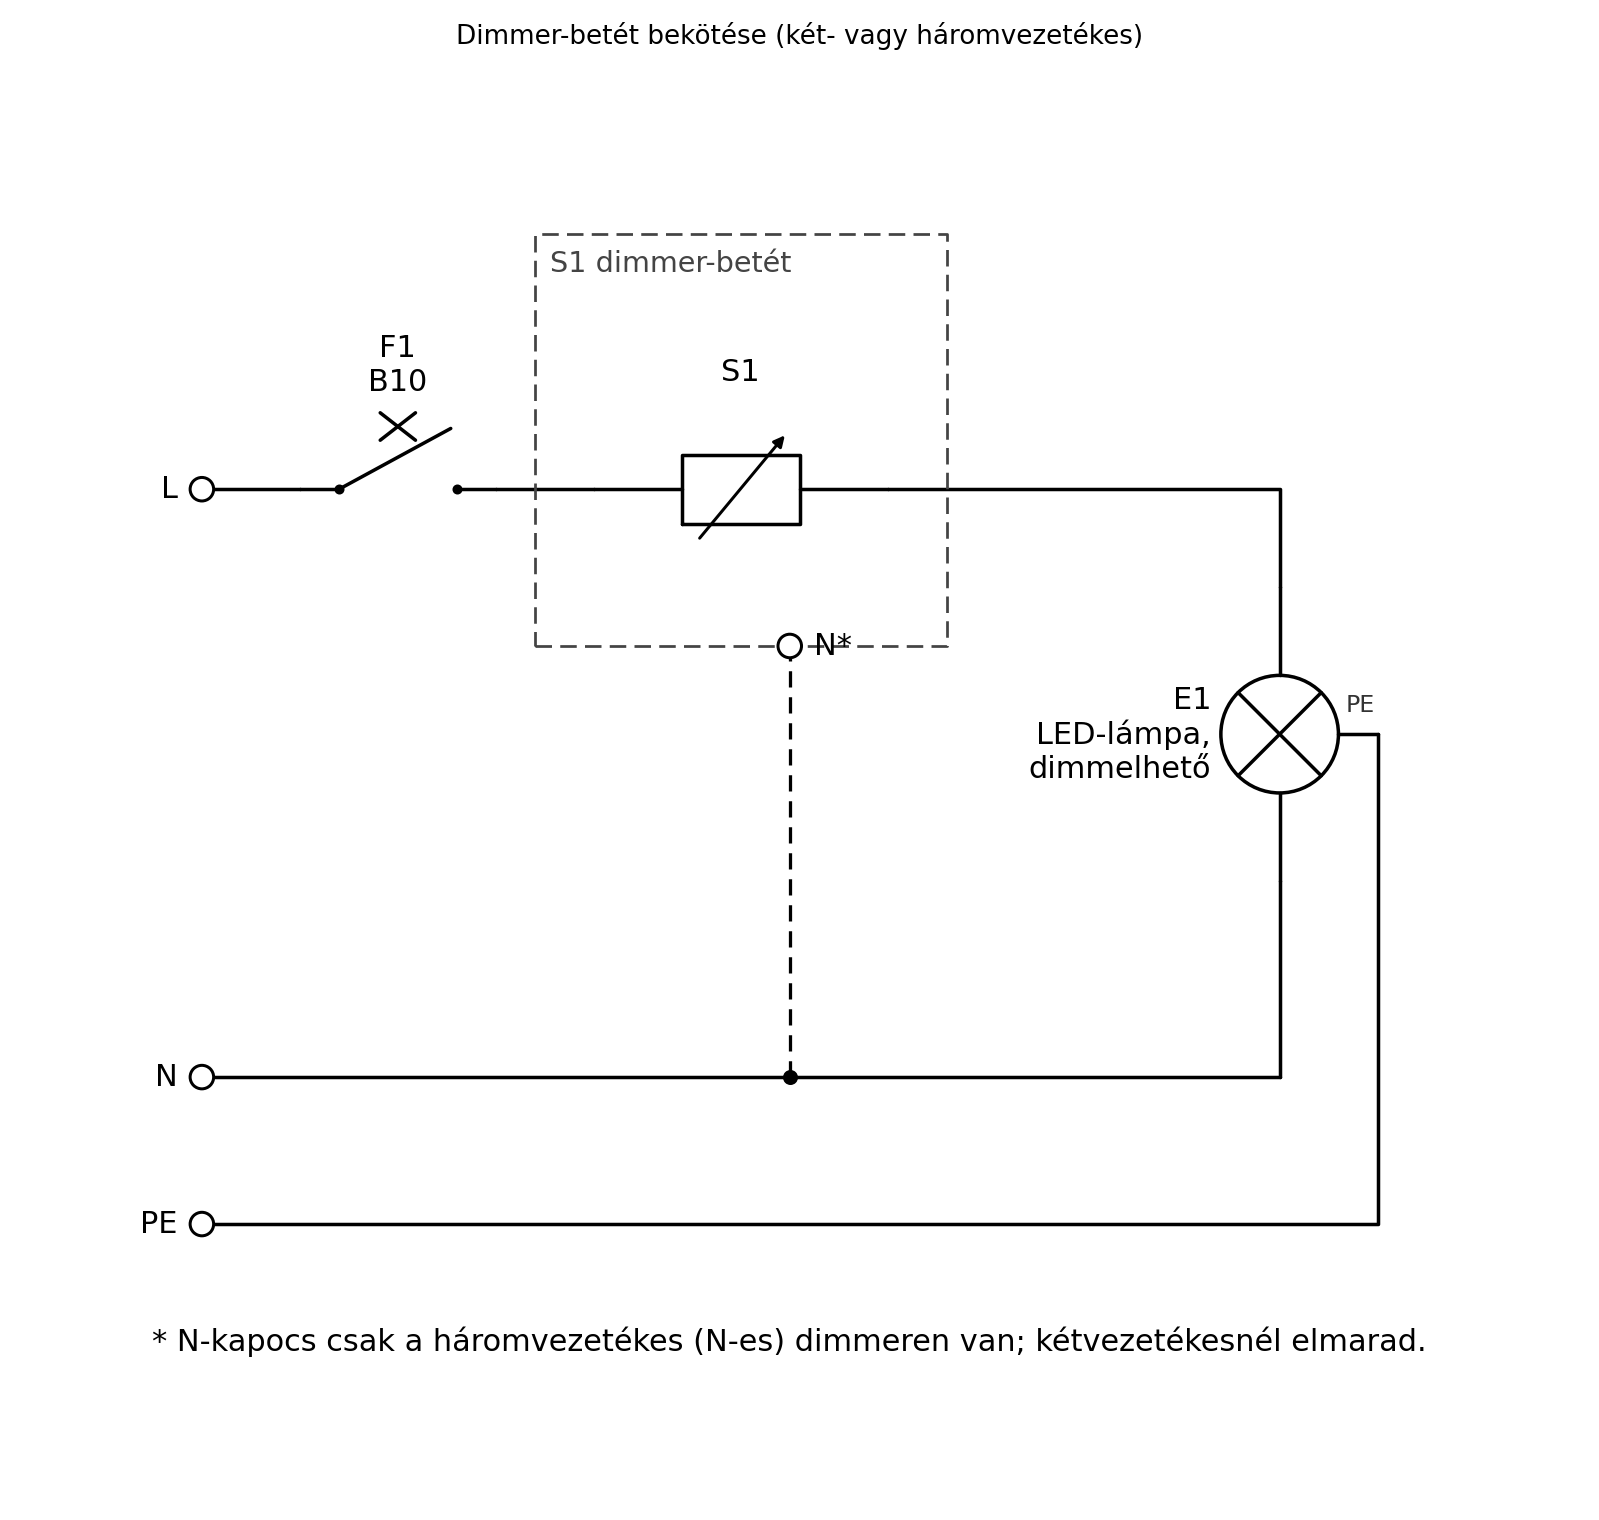 Dimmer-betét bekötése (két- vagy háromvezetékes)
S1 dimmer-betét
F1
B10
S1
L
N*
E1
LED-lámpa,
dimmelhető
PE
N
PE
* N-kapocs csak a háromvezetékes (N-es) dimmeren van; kétvezetékesnél elmarad.